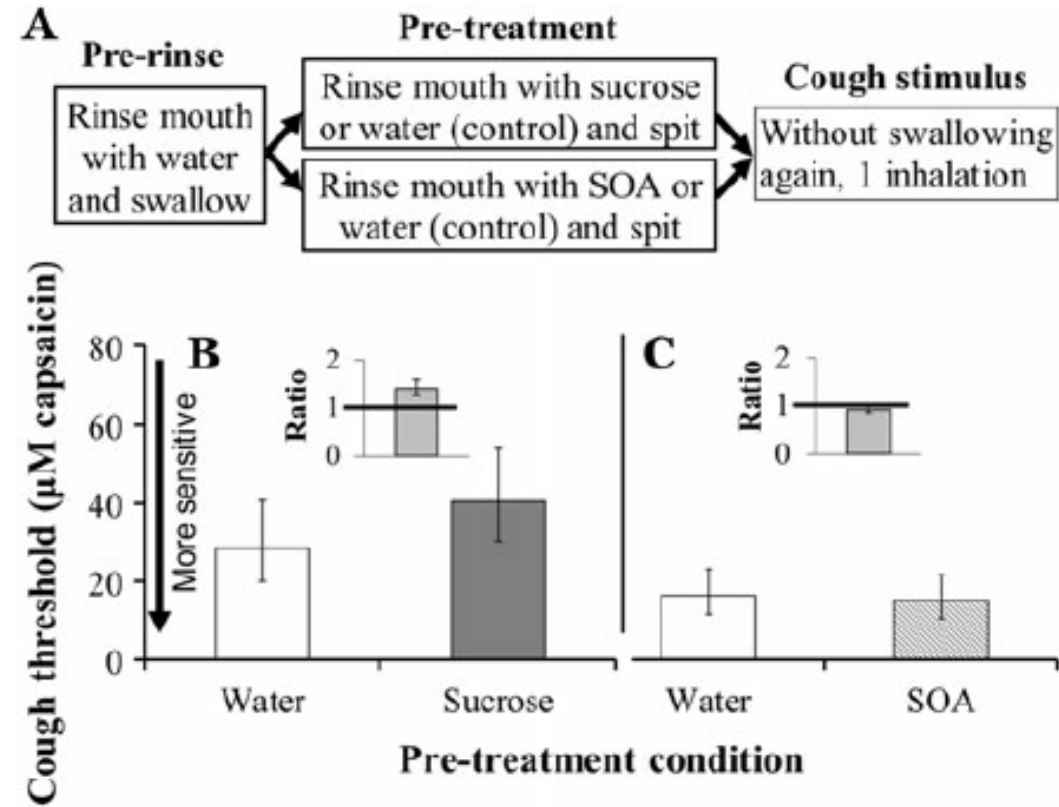 A
Pre-rinse
Rinse mouth
with water
and swallow
Pre-treatment
Rinse mouth with sucrose
or water (control) and spit
Rinse mouth with SOA or
water (control) and spit
Cough stimulus
Without swallowing
again, 1 inhalation
Cough threshold (µM capsaicin)
80
60
40
20
0
More sensitive
B
Ratio
2
1
0
C
Ratio
2
1
0
Water
Sucrose
Water
SOA
Pre-treatment condition